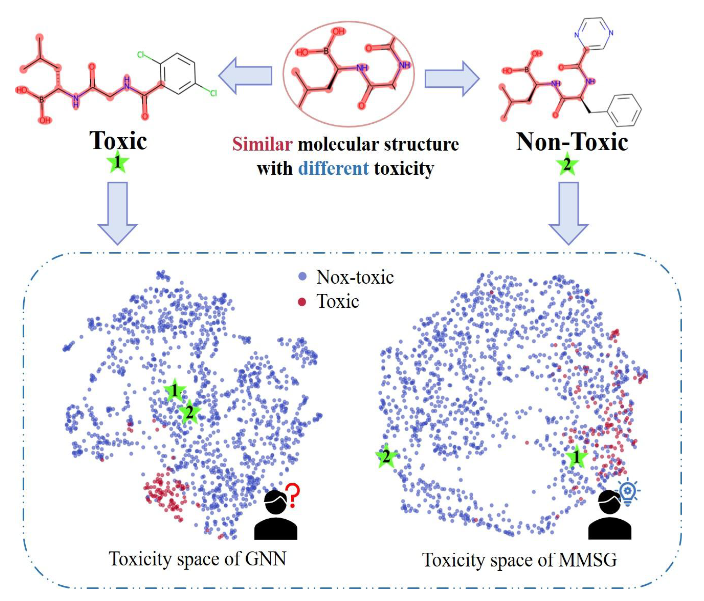 OH
HO
B
NH
O
NH
O
HO
B
OH
N
H
O
H
N
O
Cl
Cl
N
N
O
OH
HO
B
NH
NH
O
Toxic
1
Similar molecular structure
with different toxicity
Non-Toxic
2
Nox-toxic
Toxic
1
2
2
1
?
Toxicity space of GNN
Toxicity space of MMSG